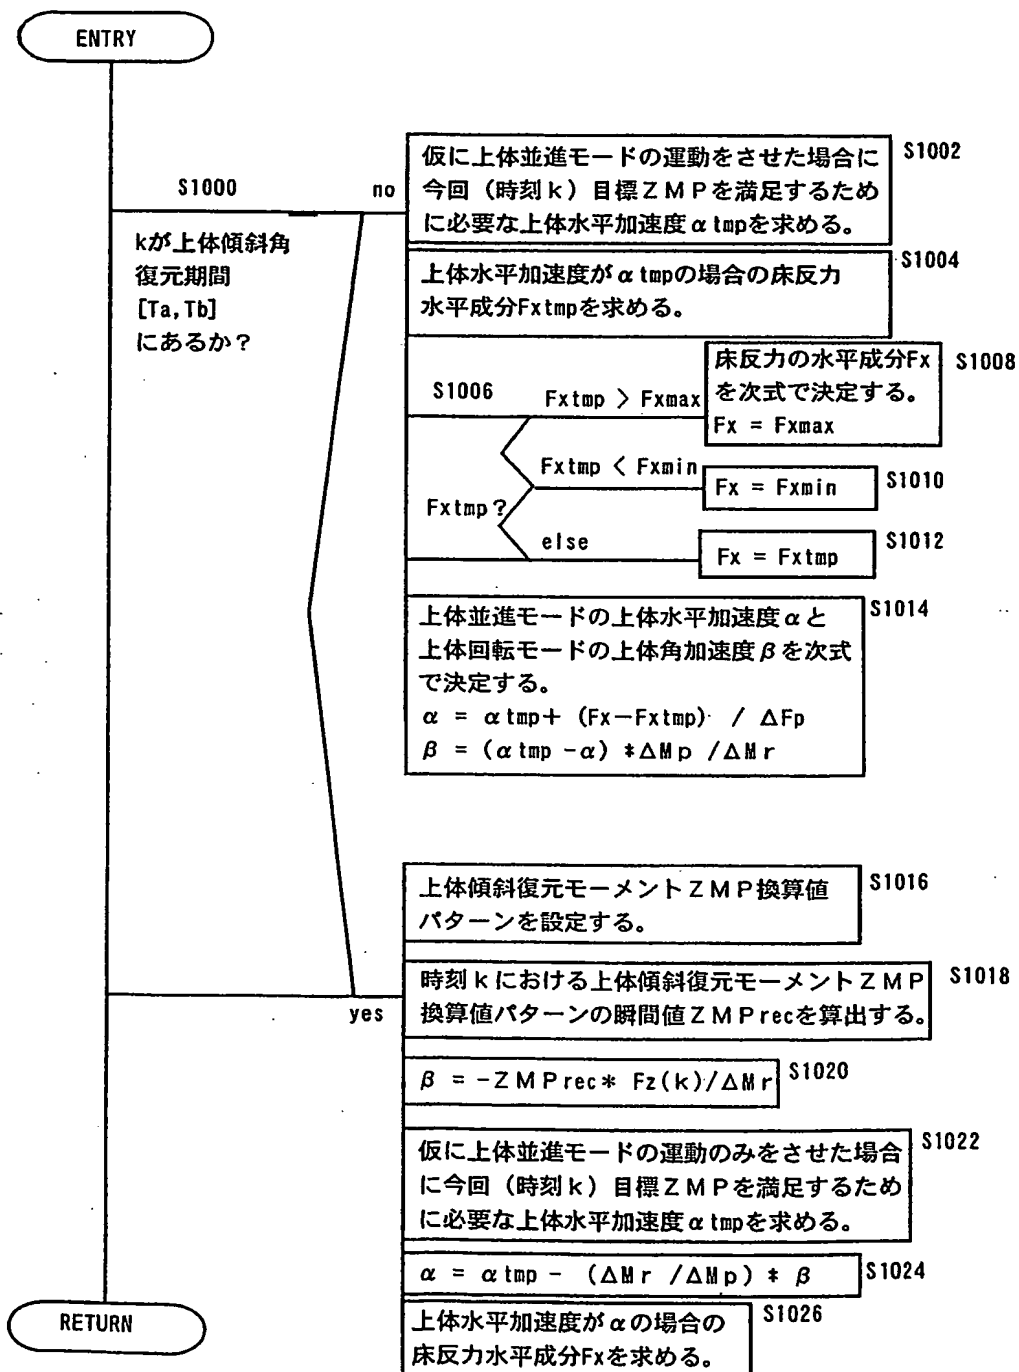 ENTRY
S1000
no
kが上体傾斜角
復元期間
[Ta,Tb]
にあるか？
仮に上体並進モードの運動をさせた場合に
今回（時刻ｋ）目標ＺＭＰを満足するため
に必要な上体水平加速度αtmpを求める。
S1002
上体水平加速度がαtmpの場合の床反力
水平成分Fxtmpを求める。
S1004
S1006
Fxtmp？
Fxtmp > Fxmax
床反力の水平成分Fx
を次式で決定する。
Fx = Fxmax
S1008
Fxtmp < Fxmin
Fx = Fxmin
S1010
else
Fx = Fxtmp
S1012
上体並進モードの上体水平加速度αと
上体回転モードの上体角加速度βを次式
で決定する。
α = αtmp+ (Fx-Fxtmp) / ΔFp
β = (αtmp -α) *ΔMp /ΔMr
S1014
yes
上体傾斜復元モーメントＺＭＰ換算値
パターンを設定する。
S1016
時刻ｋにおける上体傾斜復元モーメントＺＭＰ
換算値パターンの瞬間値ＺＭＰrecを算出する。
S1018
β = -ＺＭＰrec* Fz(k)/ΔMr
S1020
仮に上体並進モードの運動のみをさせた場合
に今回（時刻ｋ）目標ＺＭＰを満足するため
に必要な上体水平加速度αtmpを求める。
S1022
α = αtmp - (ΔMr /ΔMp) * β
S1024
上体水平加速度がαの場合の
床反力水平成分Fxを求める。
S1026
RETURN